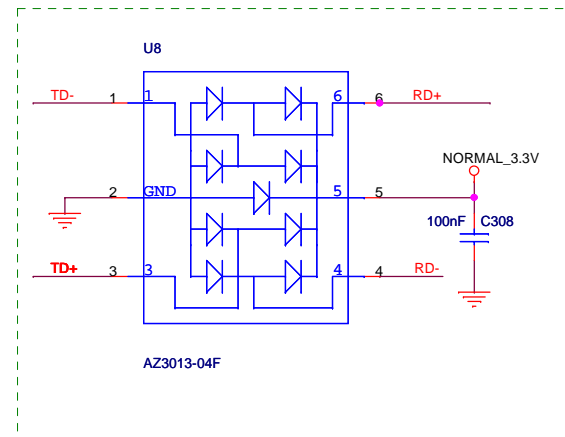 U8
TD- 1 1 6 6 RD+
NORMAL_3.3V
2 GND 5 5
100nF C308
TD+ 3 3 4 4 RD-
AZ3013-04F